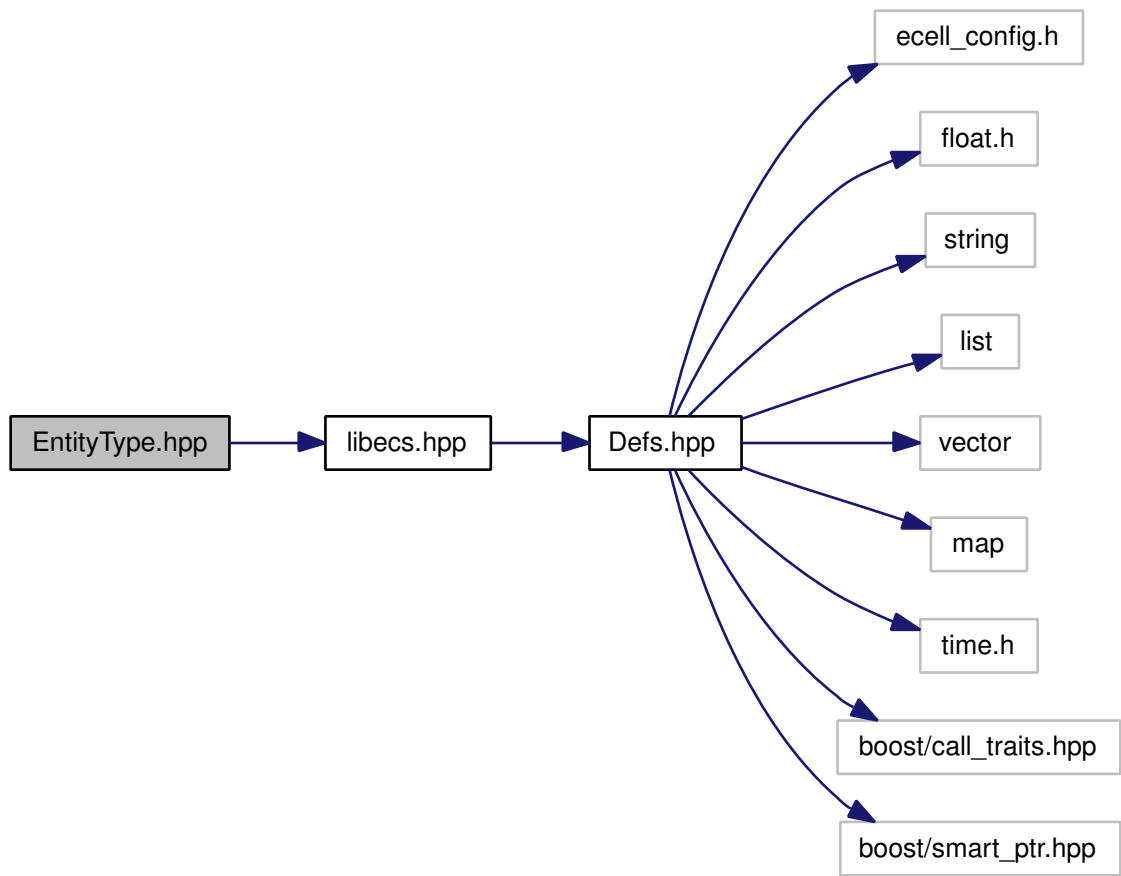 ecell_config.h
float.h
string
list
EntityType.hpp
libecs.hpp
Defs.hpp
vector
map
time.h
boost/call_traits.hpp
boost/smart_ptr.hpp